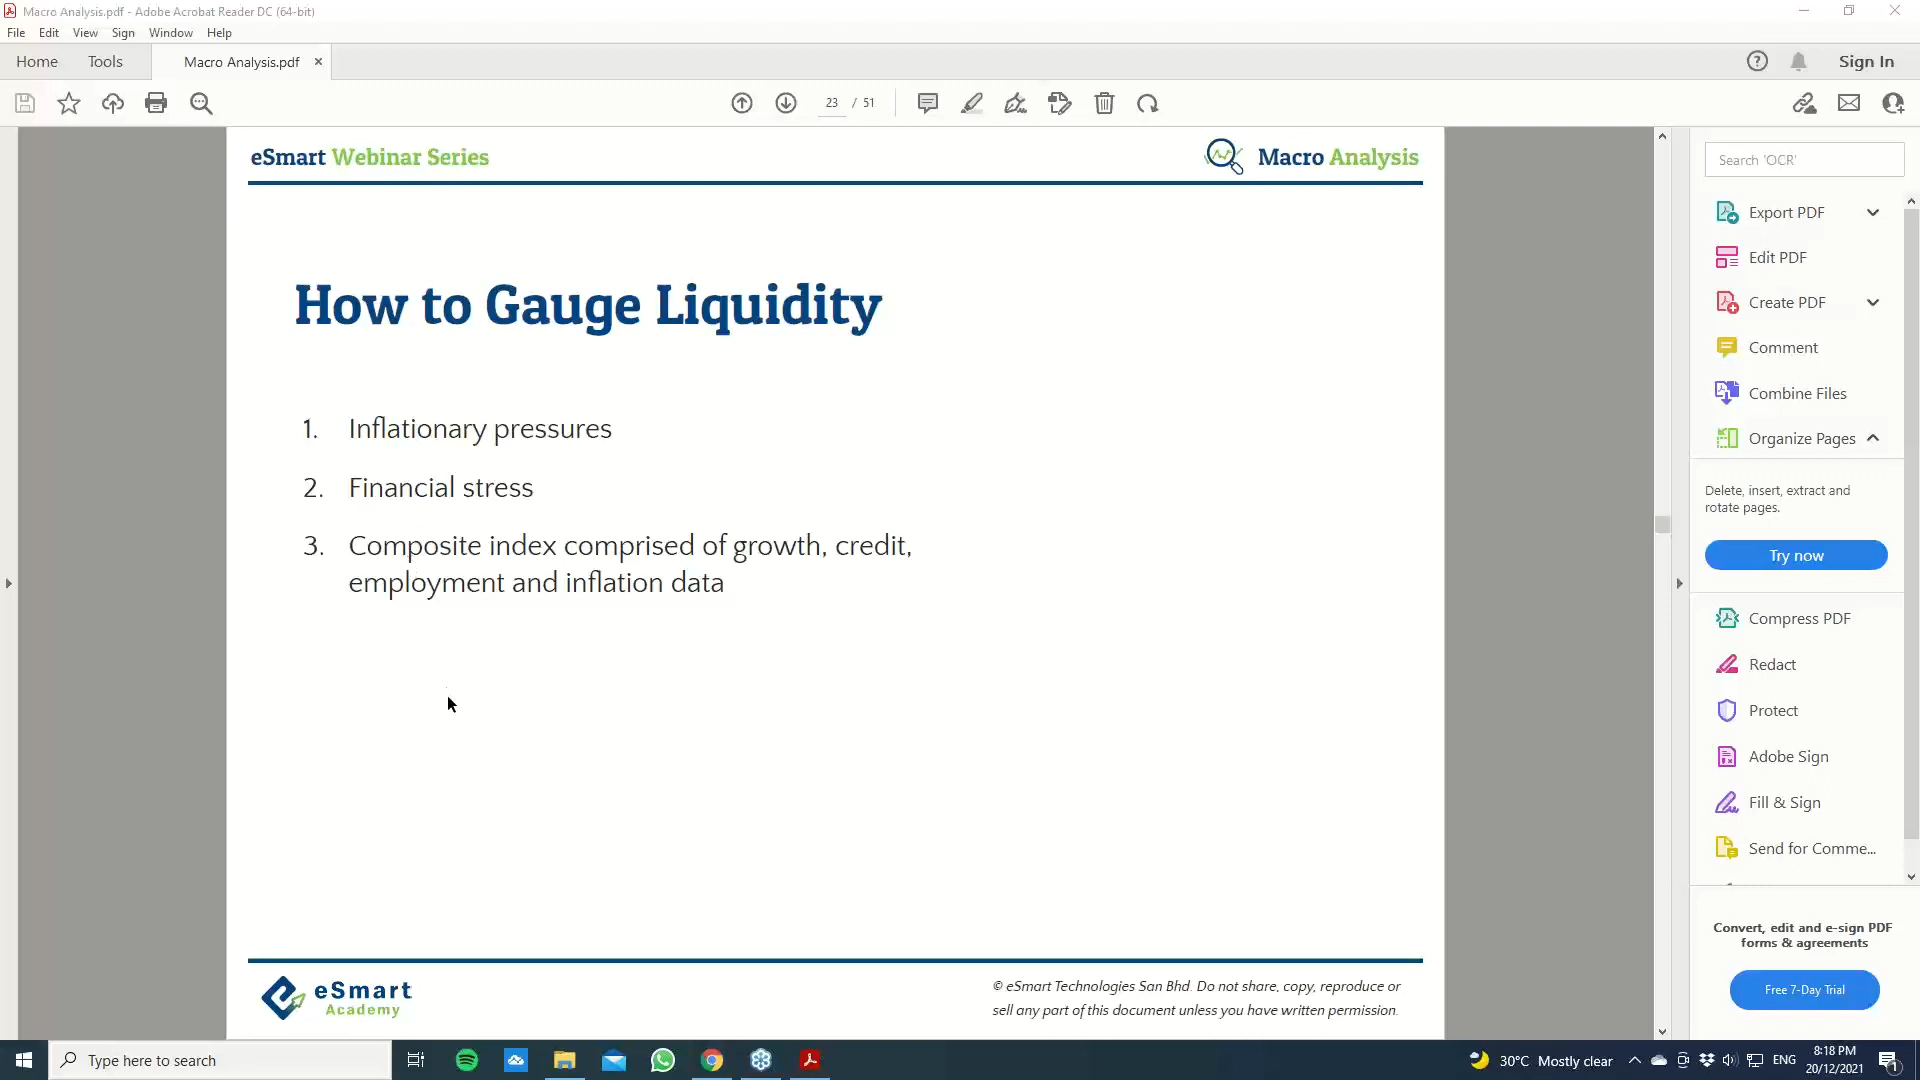 Macro Analysis.pdf - Adobe Acrobat Reader DC (64-bit)
File Edit View Sign Window Help
Home Tools Macro Analysis.pdf × Sign In
23 / 51
eSmart Webinar Series
Macro Analysis
How to Gauge Liquidity
1. Inflationary pressures
2. Financial stress
3. Composite index comprised of growth, credit,
employment and inflation data
eSmart
Academy
© eSmart Technologies San Bhd. Do not share, copy, reproduce or
sell any part of this document unless you have written permission.
Search 'OCR'
Export PDF
Edit PDF
Create PDF
Comment
Combine Files
Organize Pages
Delete, insert, extract and
rotate pages.
Try now
Compress PDF
Redact
Protect
Adobe Sign
Fill & Sign
Send for Comme...
Convert, edit and e-sign PDF
forms & agreements
Free 7-Day Trial
Type here to search
30°C Mostly clear
ENG
8:18 PM
20/12/2021
1